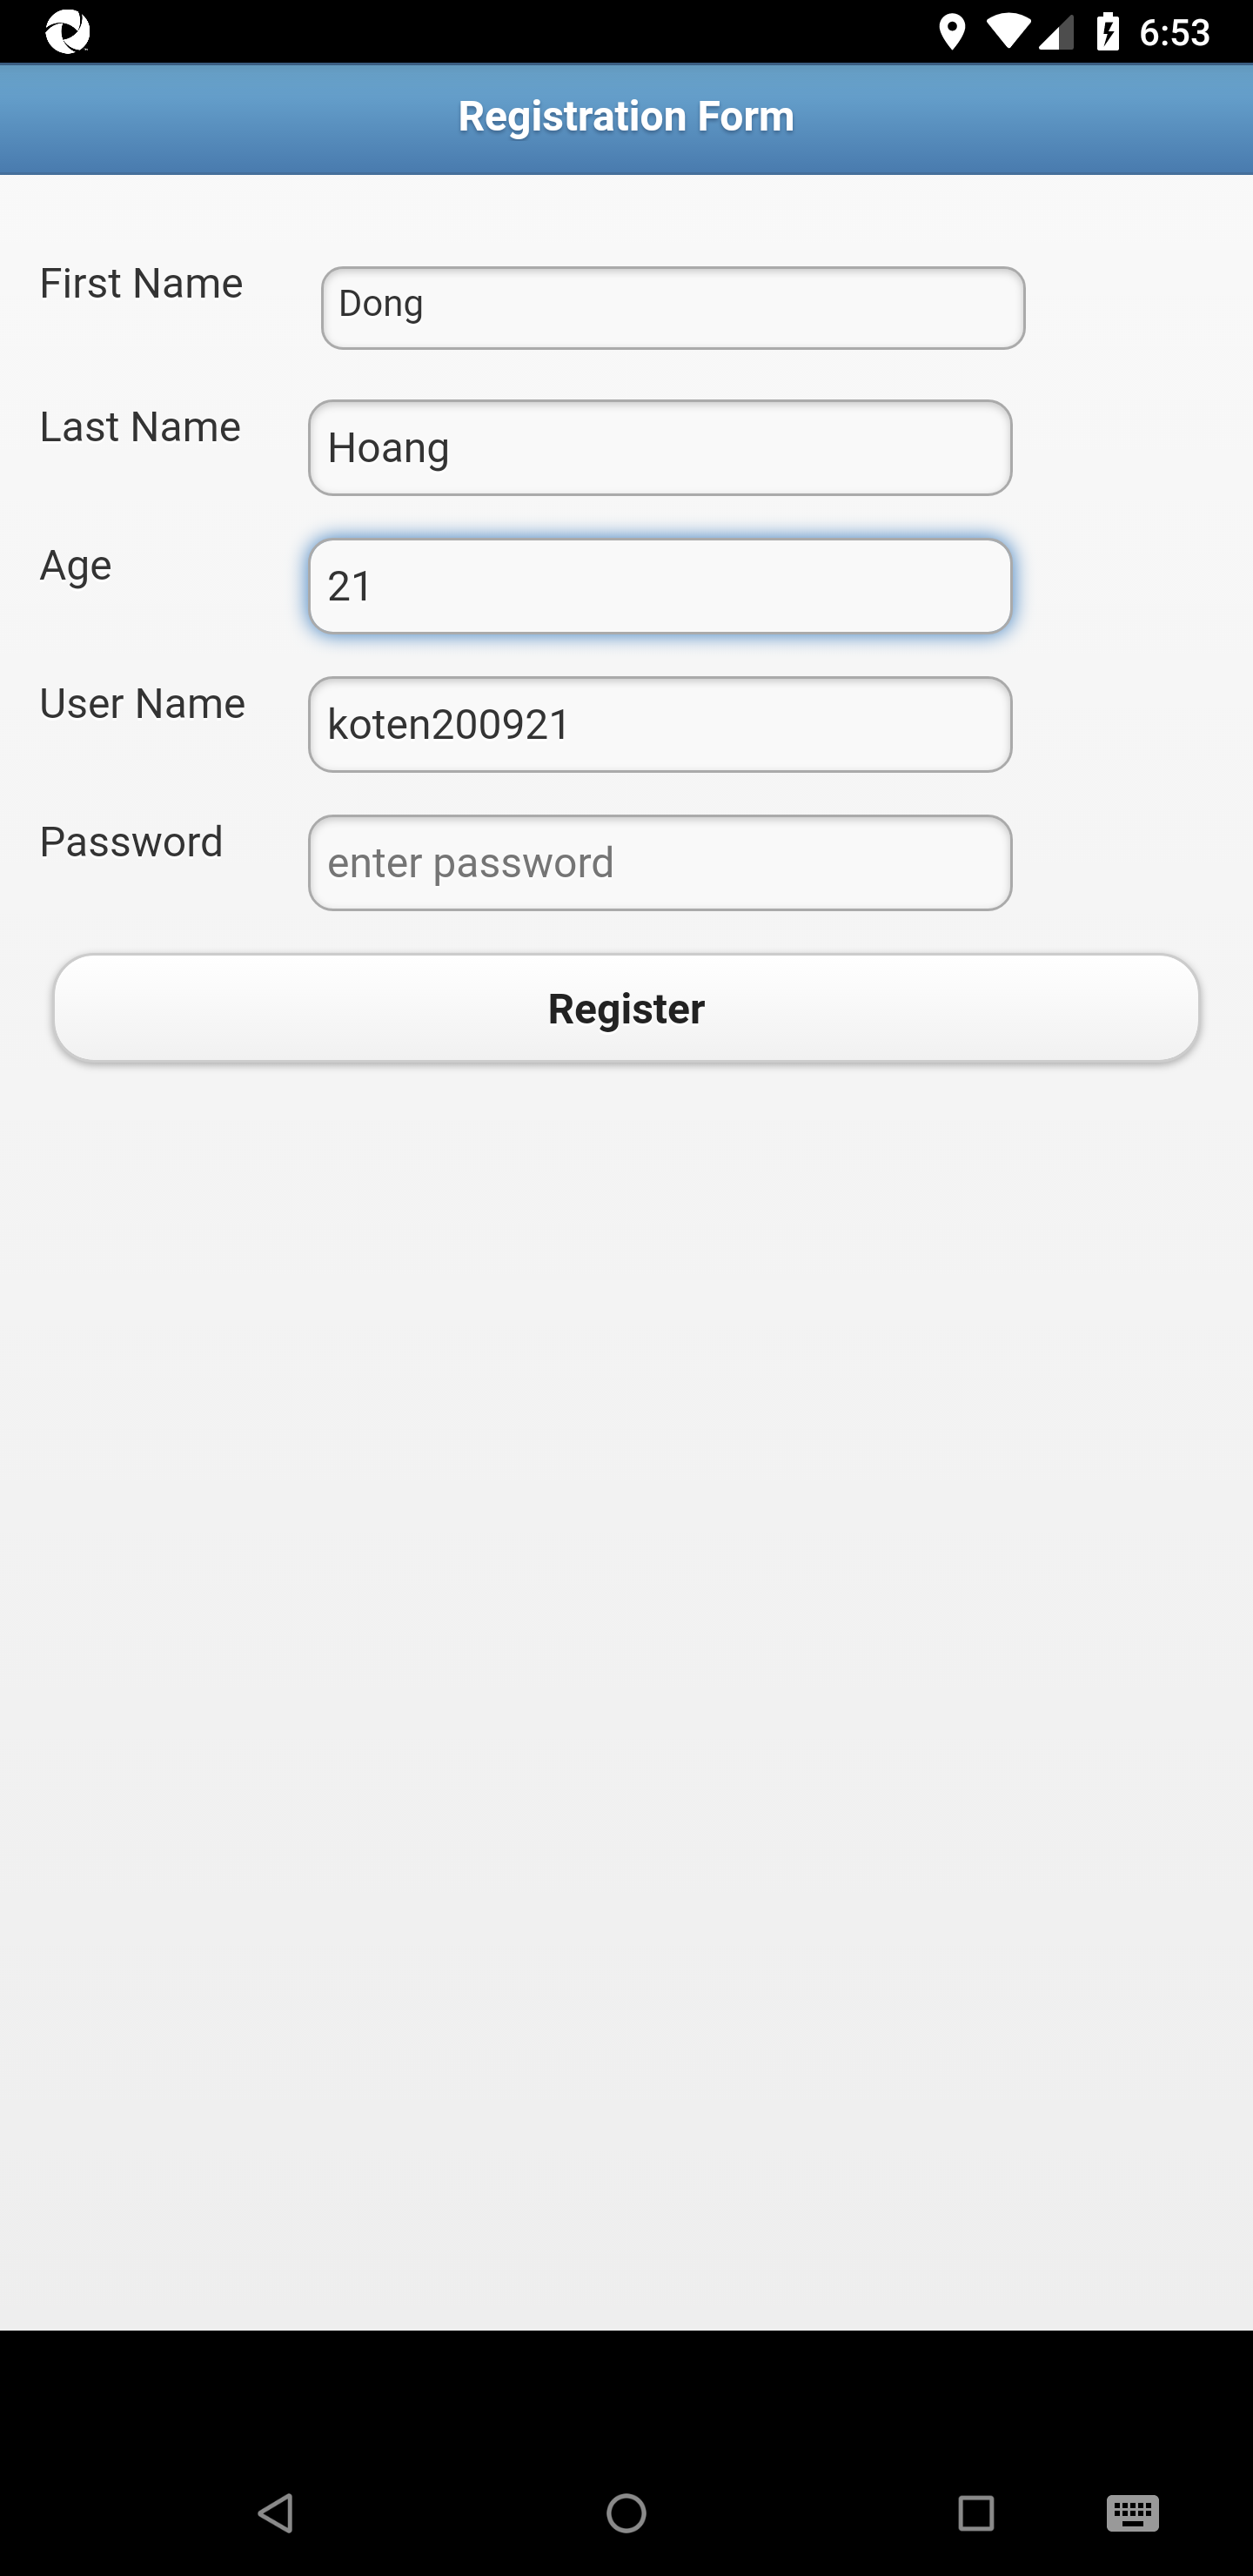 6:53
Registration Form
First Name Dong
Last Name Hoang
Age 21
User Name koten200921
Password enter password
Register